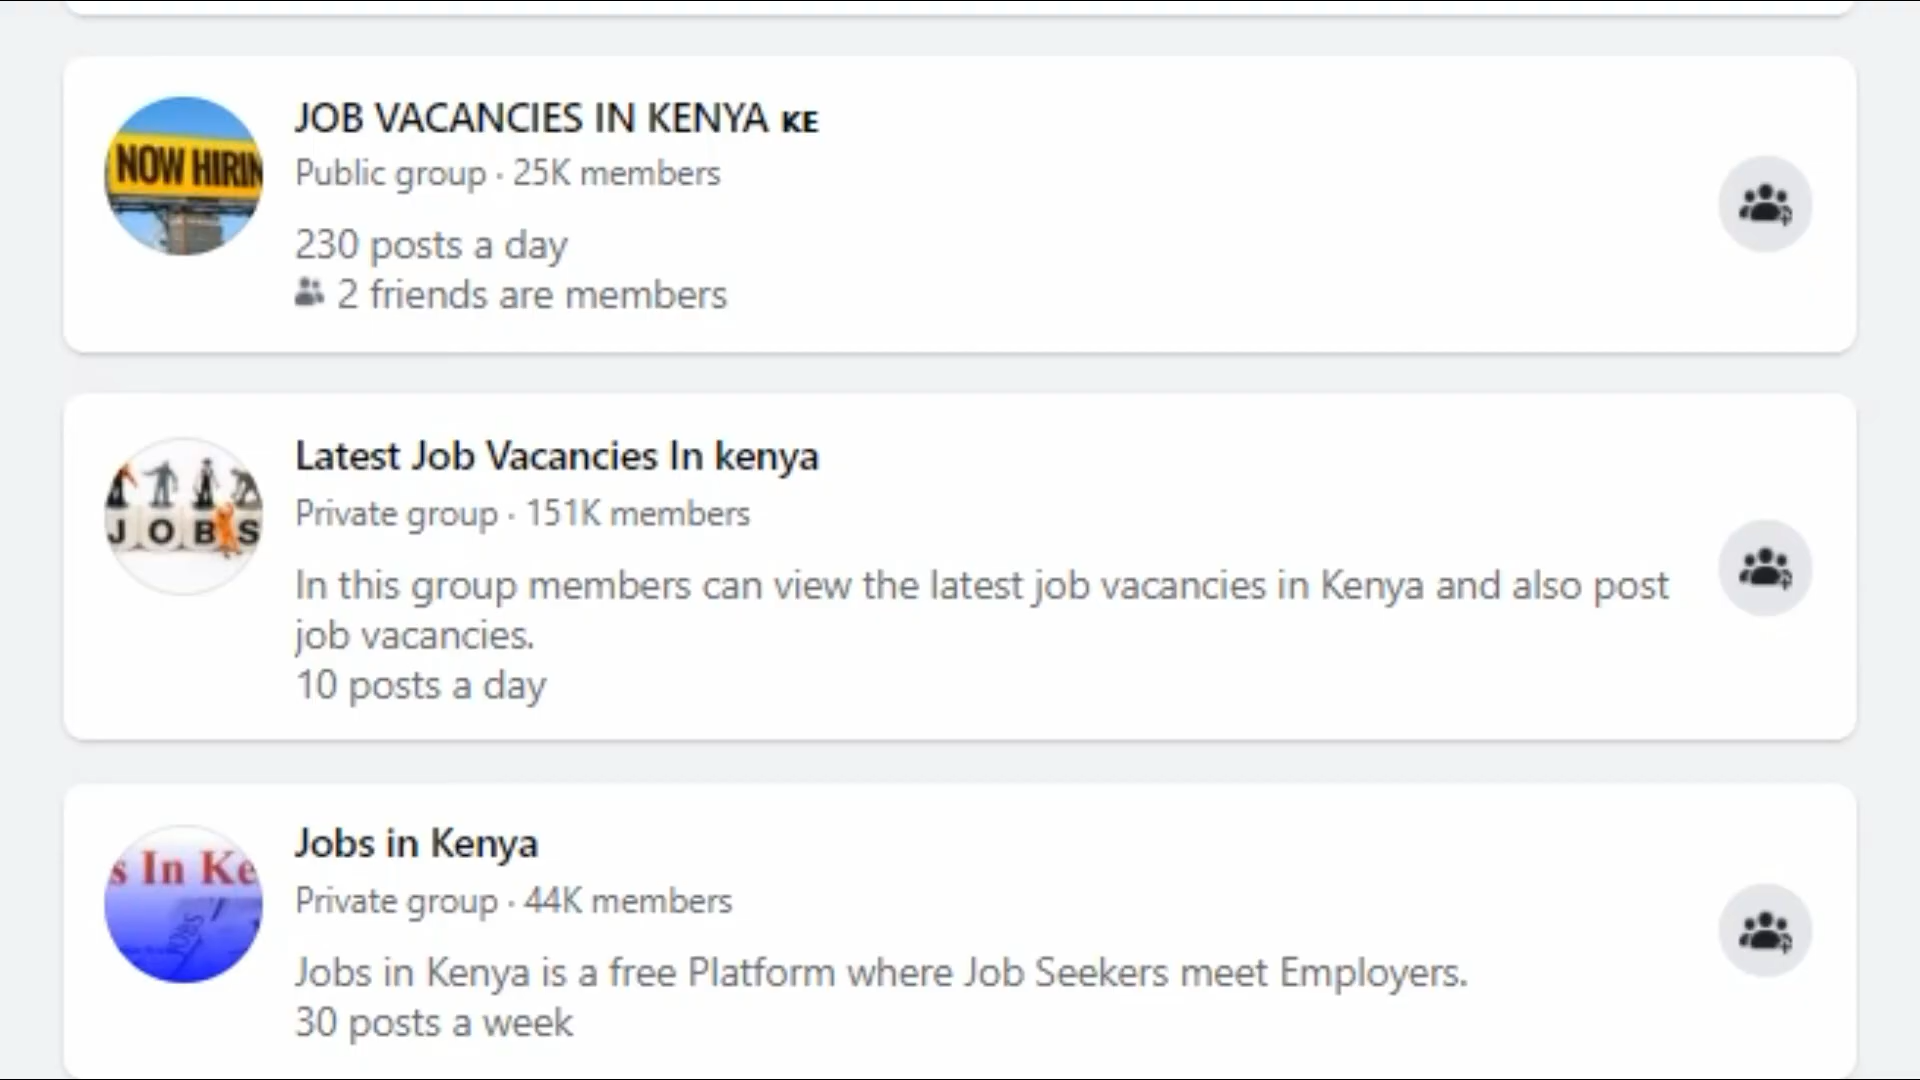 NOW HIRIN
JOB VACANCIES IN KENYA KE
Public group · 25K members
230 posts a day
2 friends are members
JOBS
Latest Job Vacancies In kenya
Private group · 151K members
In this group members can view the latest job vacancies in Kenya and also post
job vacancies.
10 posts a day
s In Ke
JOBS
Jobs in Kenya
Private group · 44K members
Jobs in Kenya is a free Platform where Job Seekers meet Employers.
30 posts a week